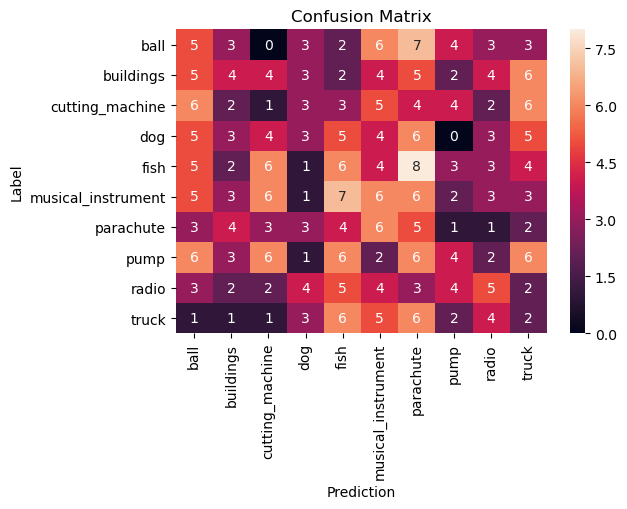 Confusion Matrix
ball 5 3 0 3 2 6 7 4 3 3
buildings 5 4 4 3 2 4 5 2 4 6
cutting_machine 6 2 1 3 3 5 4 4 2 6
dog 5 3 4 3 5 4 6 0 3 5
fish 5 2 6 1 6 4 8 3 3 4
musical_instrument 5 3 6 1 7 6 6 2 3 3
parachute 3 4 3 3 4 6 5 1 1 2
pump 6 3 6 1 6 2 6 4 2 6
radio 3 2 2 4 5 4 3 4 5 2
truck 1 1 1 3 6 5 6 2 4 2
Label
ball buildings cutting_machine dog fish musical_instrument parachute pump radio truck
Prediction
7.5
6.0
4.5
3.0
1.5
0.0